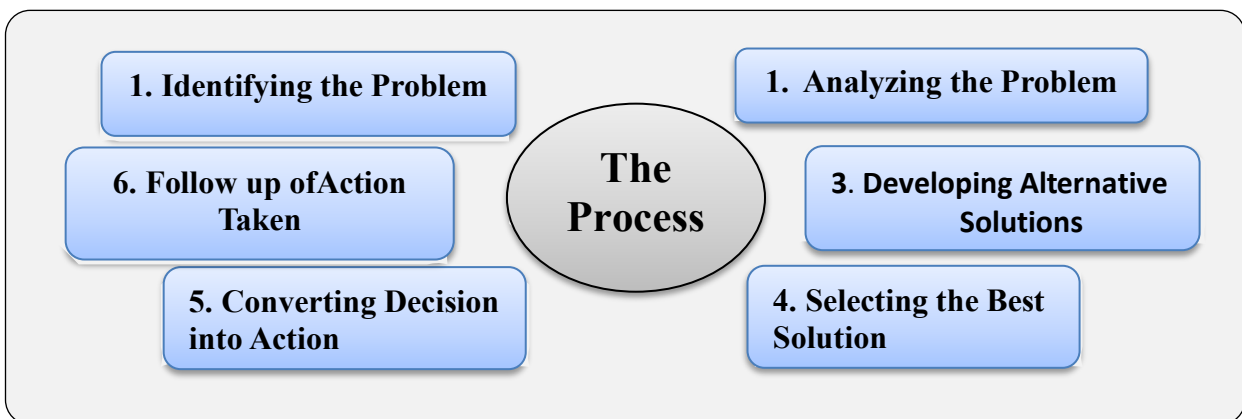 1. Identifying the Problem
1. Analyzing the Problem
The
Process
6. Follow up ofAction
Taken
3. Developing Alternative
Solutions
5. Converting Decision
into Action
4. Selecting the Best
Solution